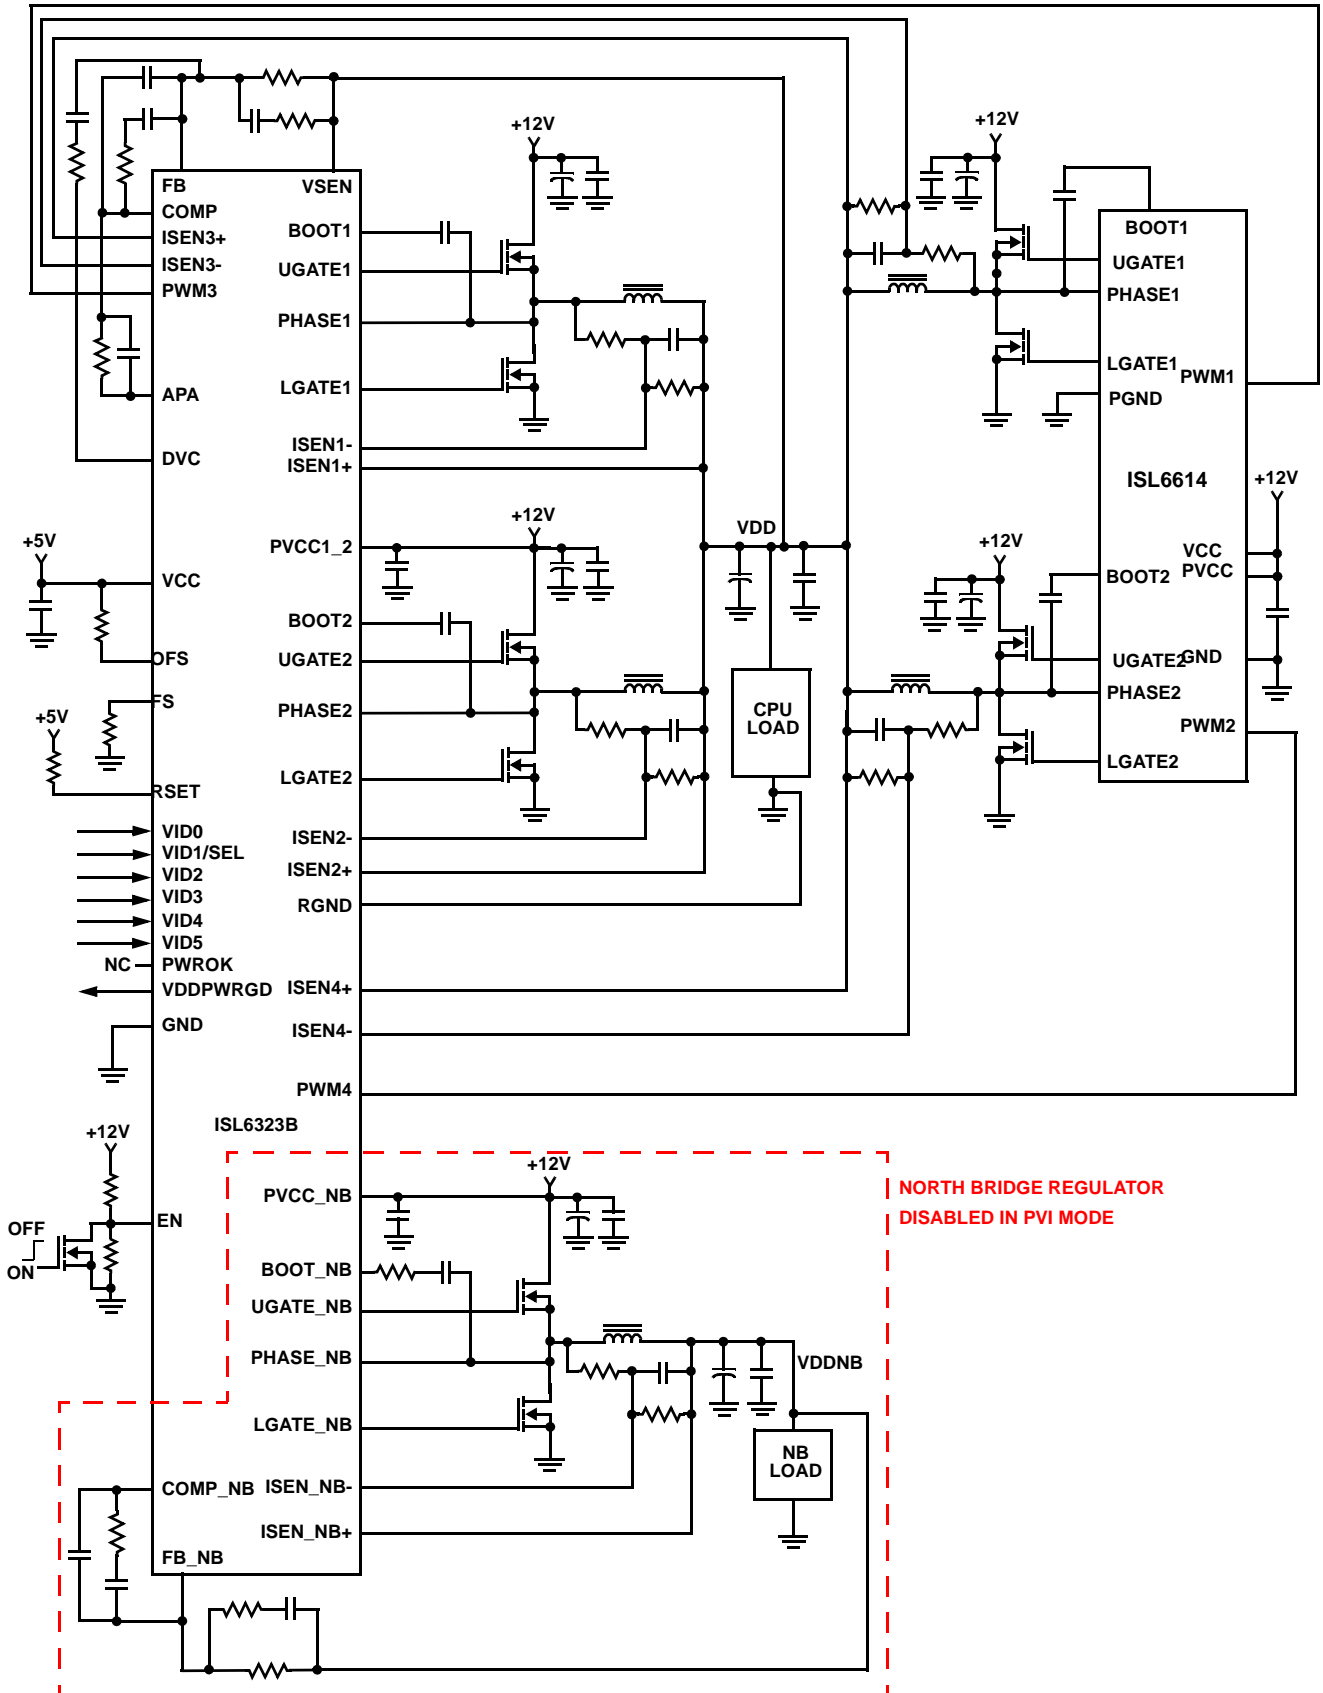 +12V
+12V
FB
VSEN
COMP
BOOT1
BOOT1
ISEN3+
ISEN3-
UGATE1
UGATE1
PWM3
PHASE1
PHASE1
LGATE1
PWM1
LGATE1
APA
PGND
ISEN1-
ISEN1+
DVC
ISL6614
+12V
+12V
VDD
+5V
PVCC1_2
+12V
VCC
VCC
PVCC
BOOT2
BOOT2
OFS
UGATE2
UGATE2
GND
FS
PHASE2
PHASE2
+5V
CPU
LOAD
PWM2
LGATE2
LGATE2
RSET
VID0
VID1/SEL
ISEN2-
VID2
ISEN2+
VID3
RGND
VID4
VID5
NC
PWROK
VDDPWRGD
ISEN4+
GND
ISEN4-
PWM4
ISL6323B
+12V
+12V
PVCC_NB
NORTH BRIDGE REGULATOR
DISABLED IN PVI MODE
EN
OFF
ON
BOOT_NB
UGATE_NB
PHASE_NB
VDDNB
LGATE_NB
NB
LOAD
COMP_NB
ISEN_NB-
ISEN_NB+
FB_NB